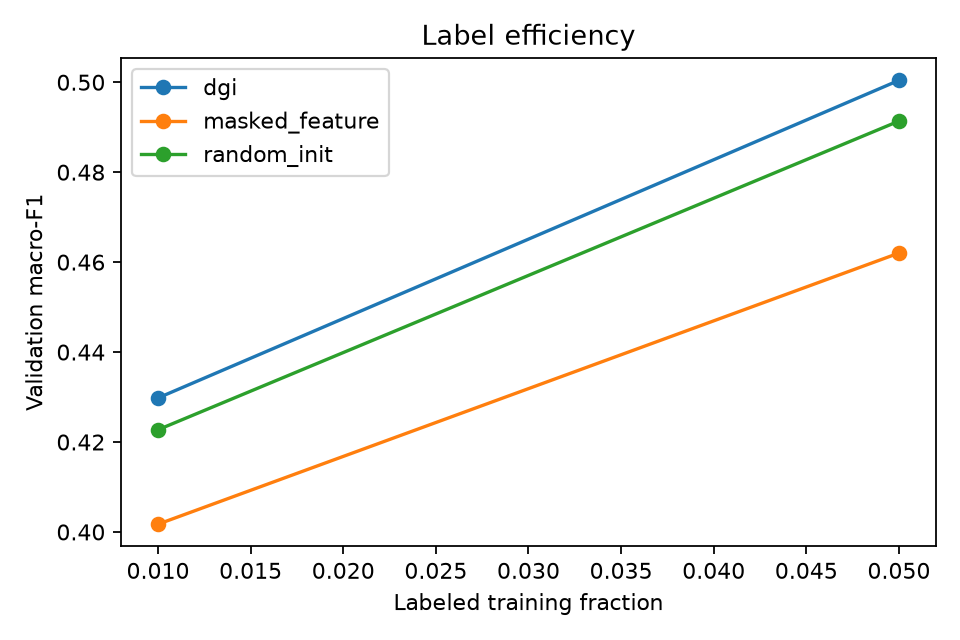 Label efficiency
dgi
masked_feature
random_init
Validation macro-F1
0.50
0.48
0.46
0.44
0.42
0.40
0.010 0.015 0.020 0.025 0.030 0.035 0.040 0.045 0.050
Labeled training fraction